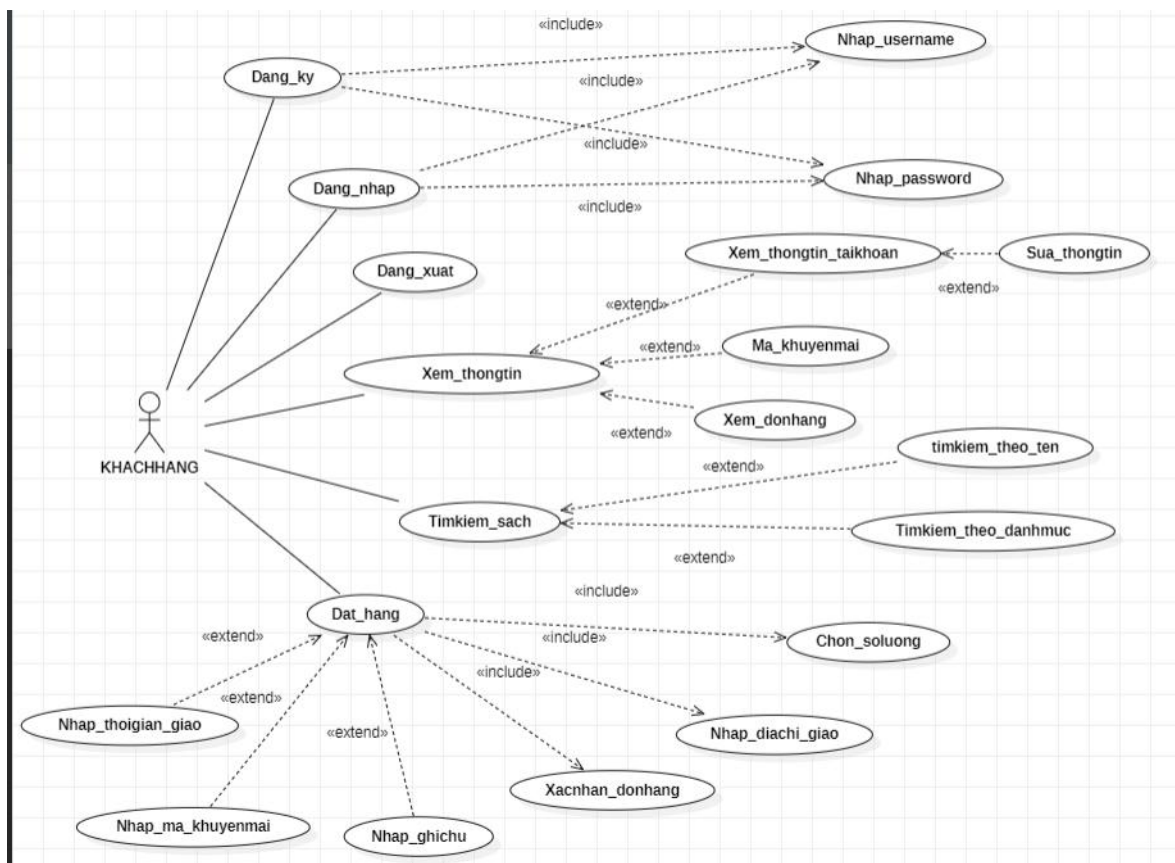 «include»
Nhap_username
Dang_ky
«include»
«include»
Nhap_password
Dang_nhap
«include»
Xem_thongtin_taikhoan
Sua_thongtin
Dang_xuat
«extend»
«extend»
Ma_khuyenmai
«extend»
Xem_thongtin
Xem_donhang
«extend»
KHACHHANG
timkiem_theo_ten
«extend»
Timkiem_sach
Timkiem_theo_danhmuc
«extend»
«include»
Dat_hang
«extend»
«include»
Chon_soluong
«include»
«extend»
Nhap_thoigian_giao
«extend»
Nhap_diachi_giao
Xacnhan_donhang
Nhap_ma_khuyenmai
Nhap_ghichu